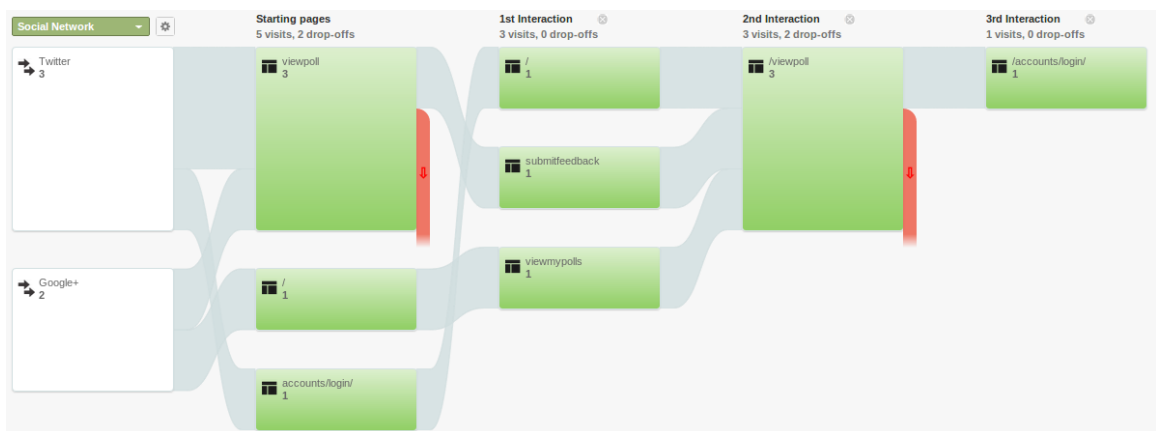 Social Network
Starting pages
5 visits, 2 drop-offs
1st Interaction
3 visits, 0 drop-offs
2nd Interaction
3 visits, 2 drop-offs
3rd Interaction
1 visits, 0 drop-offs
Twitter
3
viewpoll
3
/
1
/viewpoll
3
/accounts/login/
1
submitfeedback
1
viewmypolls
1
Google+
2
/
1
accounts/login/
1